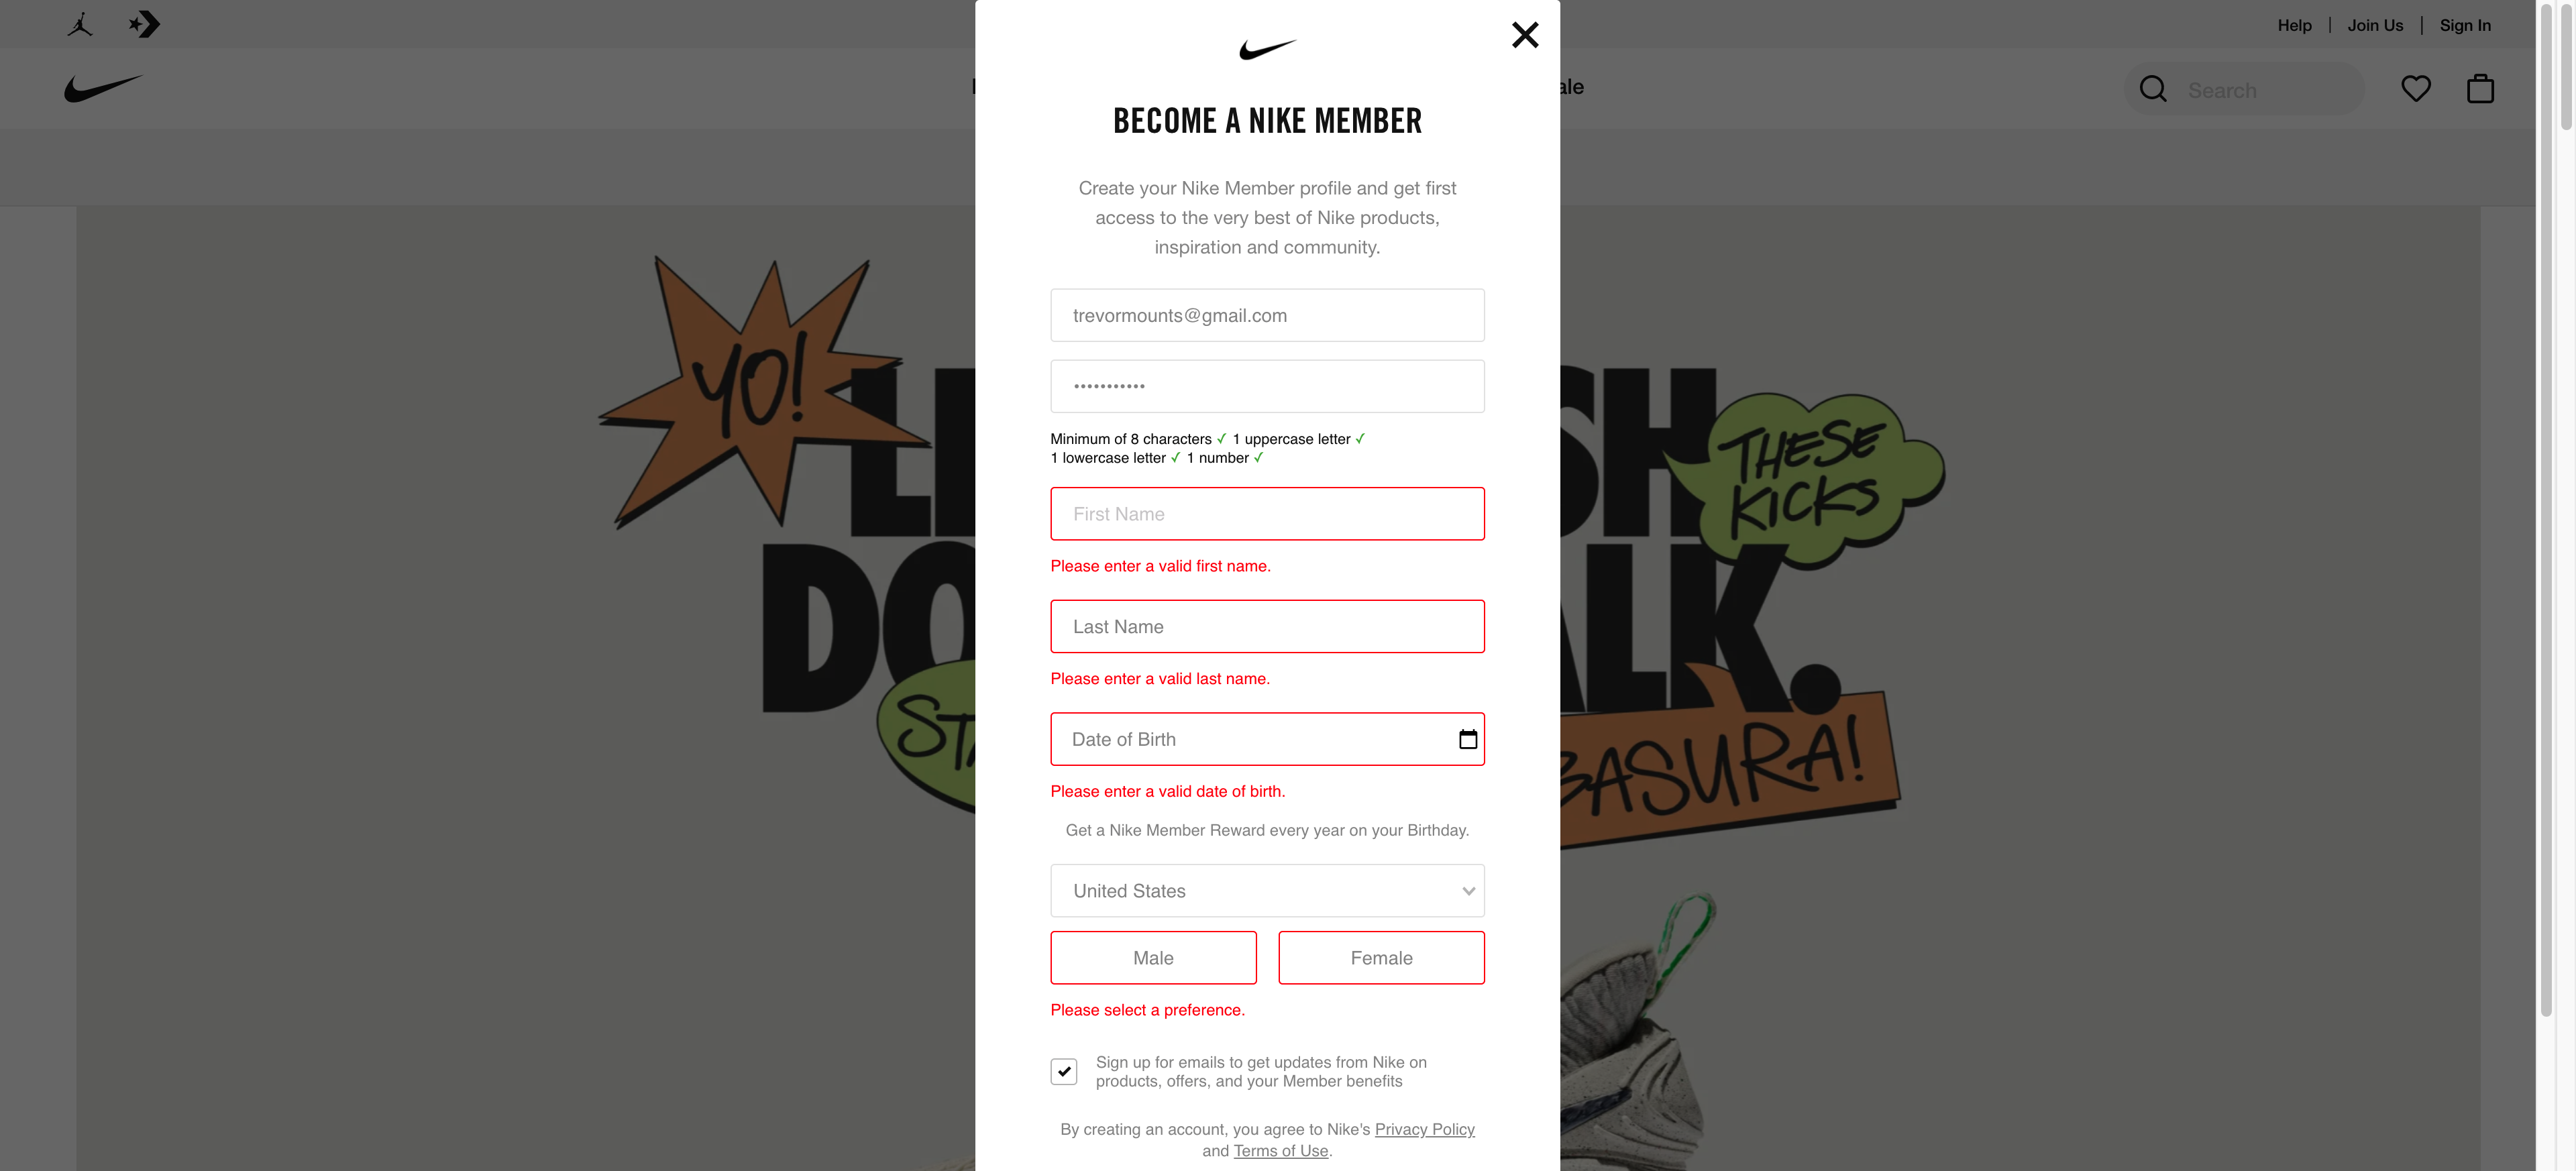 Help | Join Us | Sign In
ale
Search
BECOME A NIKE MEMBER
Create your Nike Member profile and get first
access to the very best of Nike products,
inspiration and community.
trevormounts@gmail.com
•••••••••••
Minimum of 8 characters ✓ 1 uppercase letter ✓
1 lowercase letter ✓ 1 number ✓
First Name
Please enter a valid first name.
Last Name
Please enter a valid last name.
Date of Birth
Please enter a valid date of birth.
Get a Nike Member Reward every year on your Birthday.
United States
Male Female
Please select a preference.
Sign up for emails to get updates from Nike on
products, offers, and your Member benefits
By creating an account, you agree to Nike's Privacy Policy
and Terms of Use.
YO!
THESE
KICKS
BASURA!